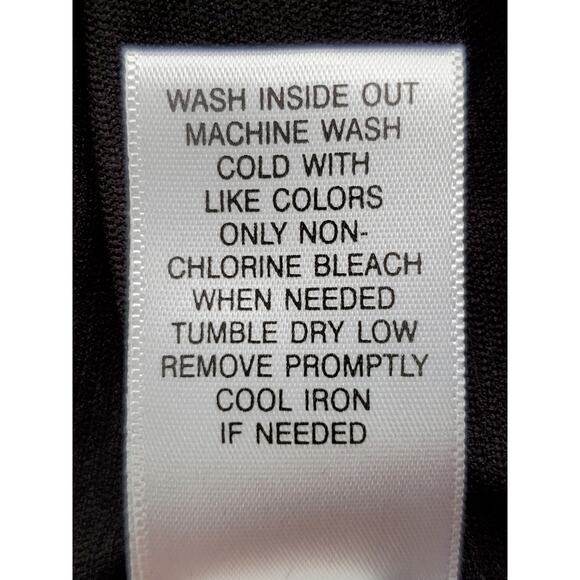 WASH INSIDE OUT
MACHINE WASH
COLD WITH
LIKE COLORS
ONLY NON-
CHLORINE BLEACH
WHEN NEEDED
TUMBLE DRY LOW
REMOVE PROMPTLY
COOL IRON
IF NEEDED